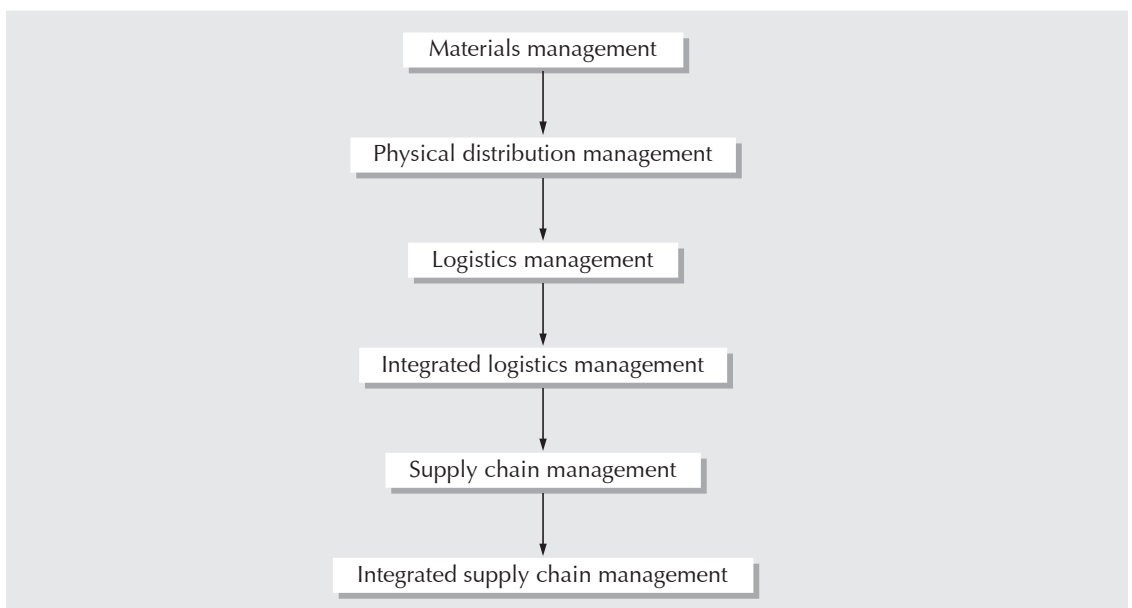 Materials management
Physical distribution management
Logistics management
Integrated logistics management
Supply chain management
Integrated supply chain management